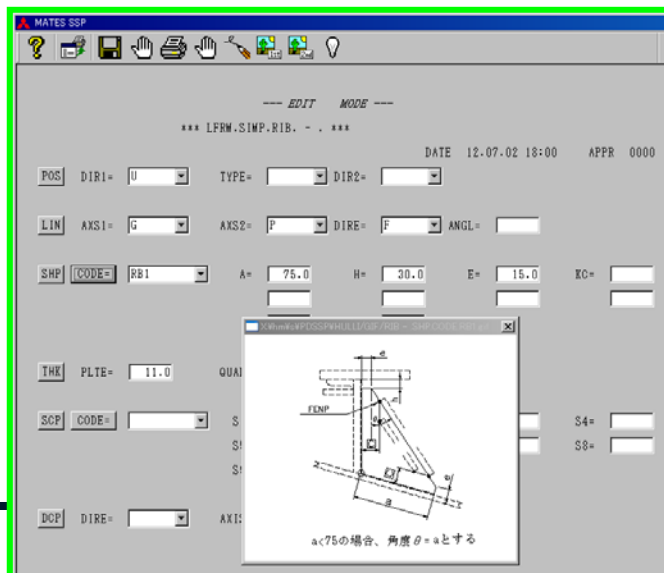 MATES SSP
--- EDIT MODE ---
*** LFRM.SIMP.RIB. - . ***
DATE 12.07.02 18:00 APPR 0000
POS DIR1= U TYPE= DIR2=
LIN AXS1= G AXS2= P DIRE= F ANGL=
SHP CODE= RB1 A= 75.0 H= 30.0 E= 15.0 KC=
THK PLTE= 11.0 QUA
SCP CODE= S S4=
S S8=
S
DCP DIRE= AXI
e
h
FENP
θ
e
a
a<75の場合、角度θ=aとする